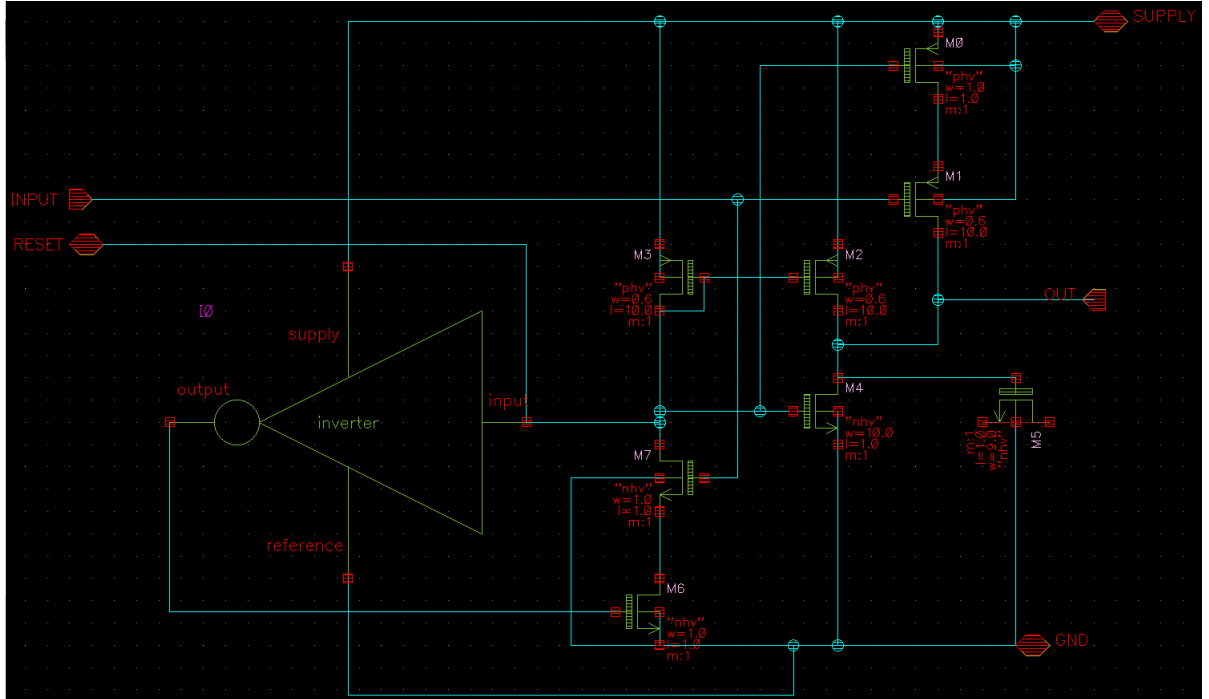 SUPPLY
M0
"phv"
w=1.0
l=1.0
m:1
M1
"phv"
w=0.6
l=10.0
m:1
INPUT
RESET
M3
"phv"
w=0.6
l=10.0
m:1
M2
"phv"
w=0.6
l=10.0
m:1
OUT
I0
supply
output
inverter
input
M4
"nhv"
w=10.0
l=1.0
m:1
M5
m:1
"nhv"
M7
"nhv"
w=1.0
l=1.0
m:1
reference
M6
"nhv"
w=1.0
l=1.0
m:1
GND